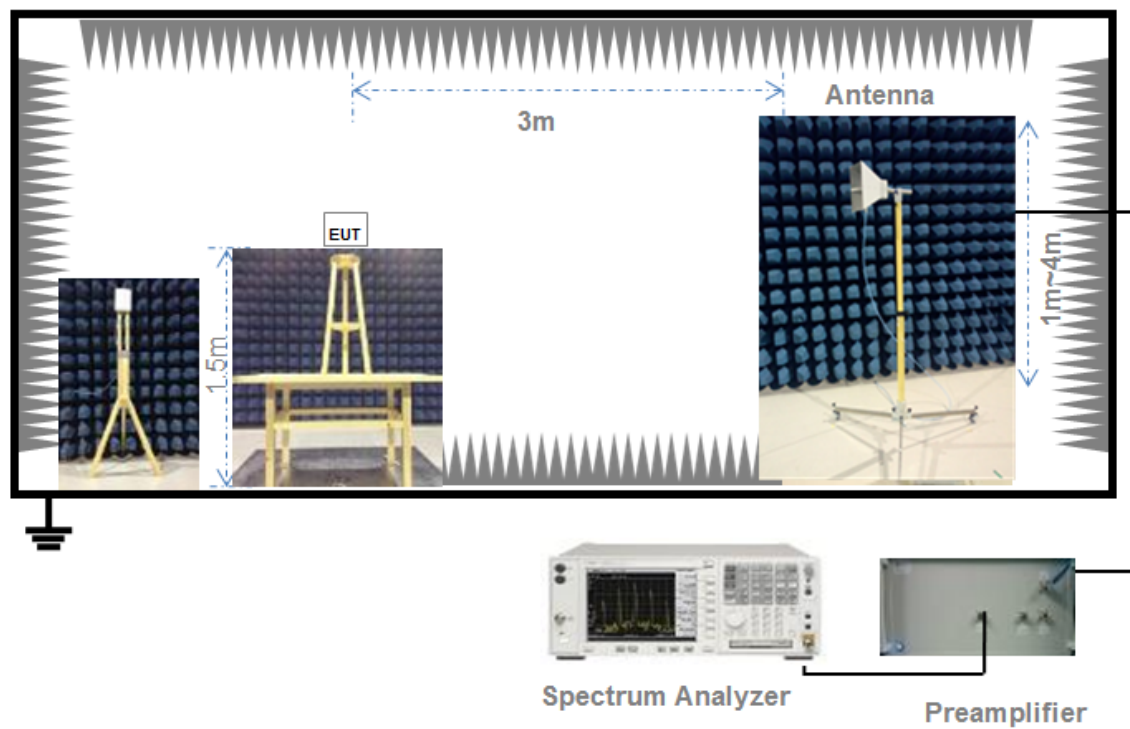 Antenna
3m
EUT
1.5m
1m~4m
Spectrum Analyzer
Preamplifier